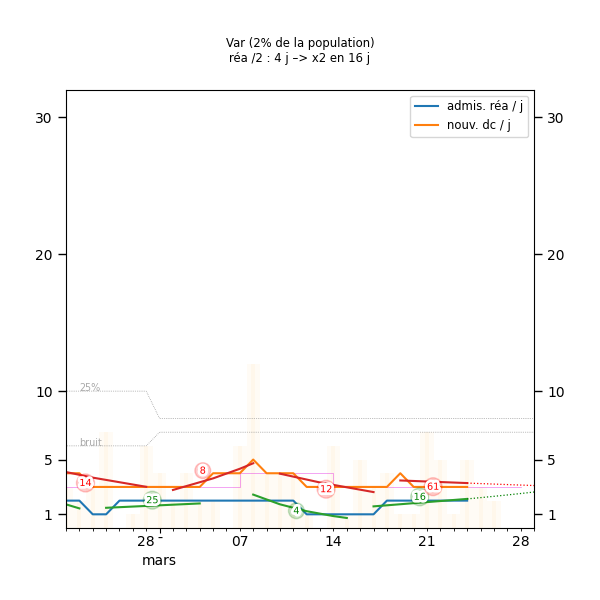 Var (2% de la population)
réa /2 : 4 j –> x2 en 16 j
admis. réa / j
nouv. dc / j
30 30
20 20
25%
10 10
bruit
5 5
8
14 12 61
25 16
4
1 1
28 07 14 21 28
mars